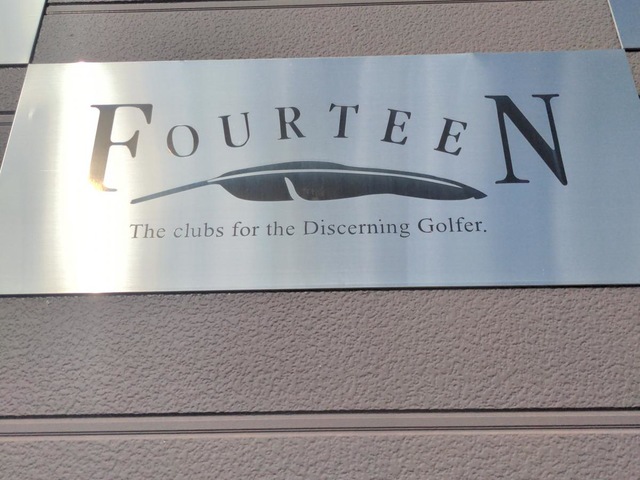 FOURTEEN
The clubs for the Discerning Golfer.